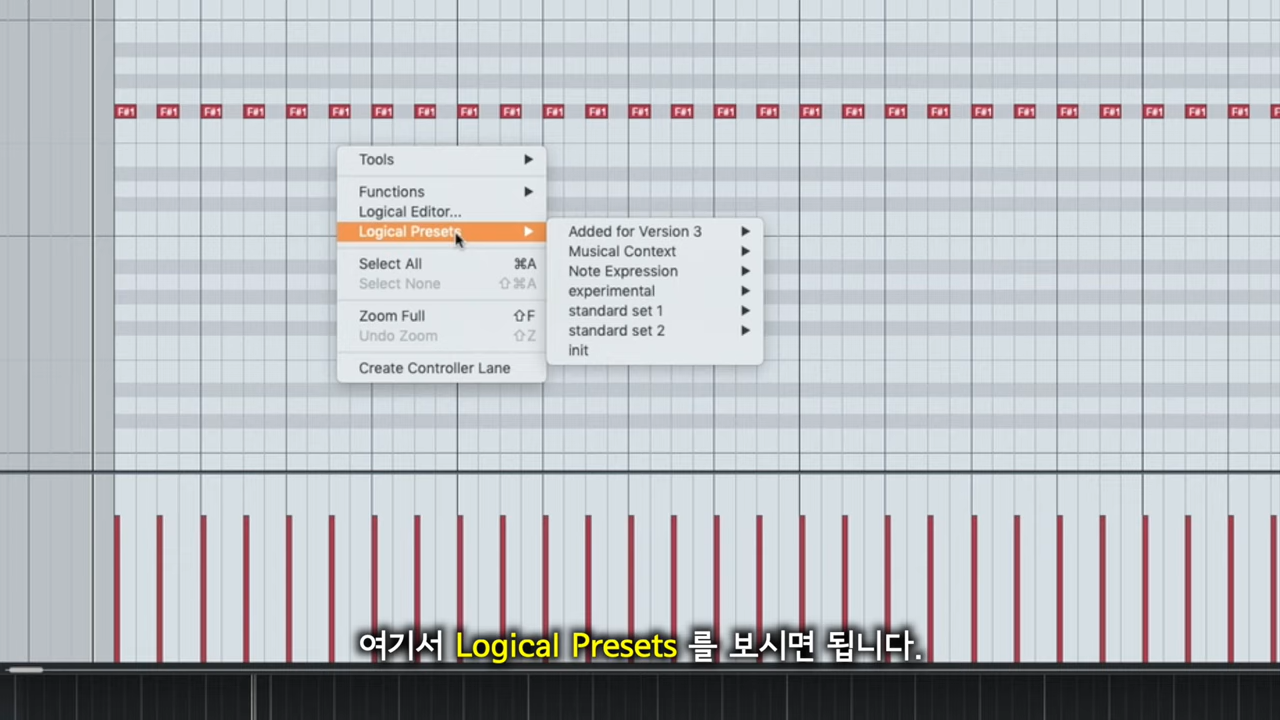 F#1 F#1 F#1 F#1 F#1 F#1 F#1 F#1 F#1 F#1 F#1 F#1 F#1 F#1 F#1 F#1 F#1 F#1 F#1 F#1 F#1 F#1 F#1 F#1 F#1 F#1 F#1
Tools
Functions
Logical Editor...
Logical Presets
Select All ⌘A
Select None ⇧⌘A
Zoom Full ⇧F
Undo Zoom ⇧Z
Create Controller Lane
Added for Version 3
Musical Context
Note Expression
experimental
standard set 1
standard set 2
init
여기서 Logical Presets 를 보시면 됩니다.